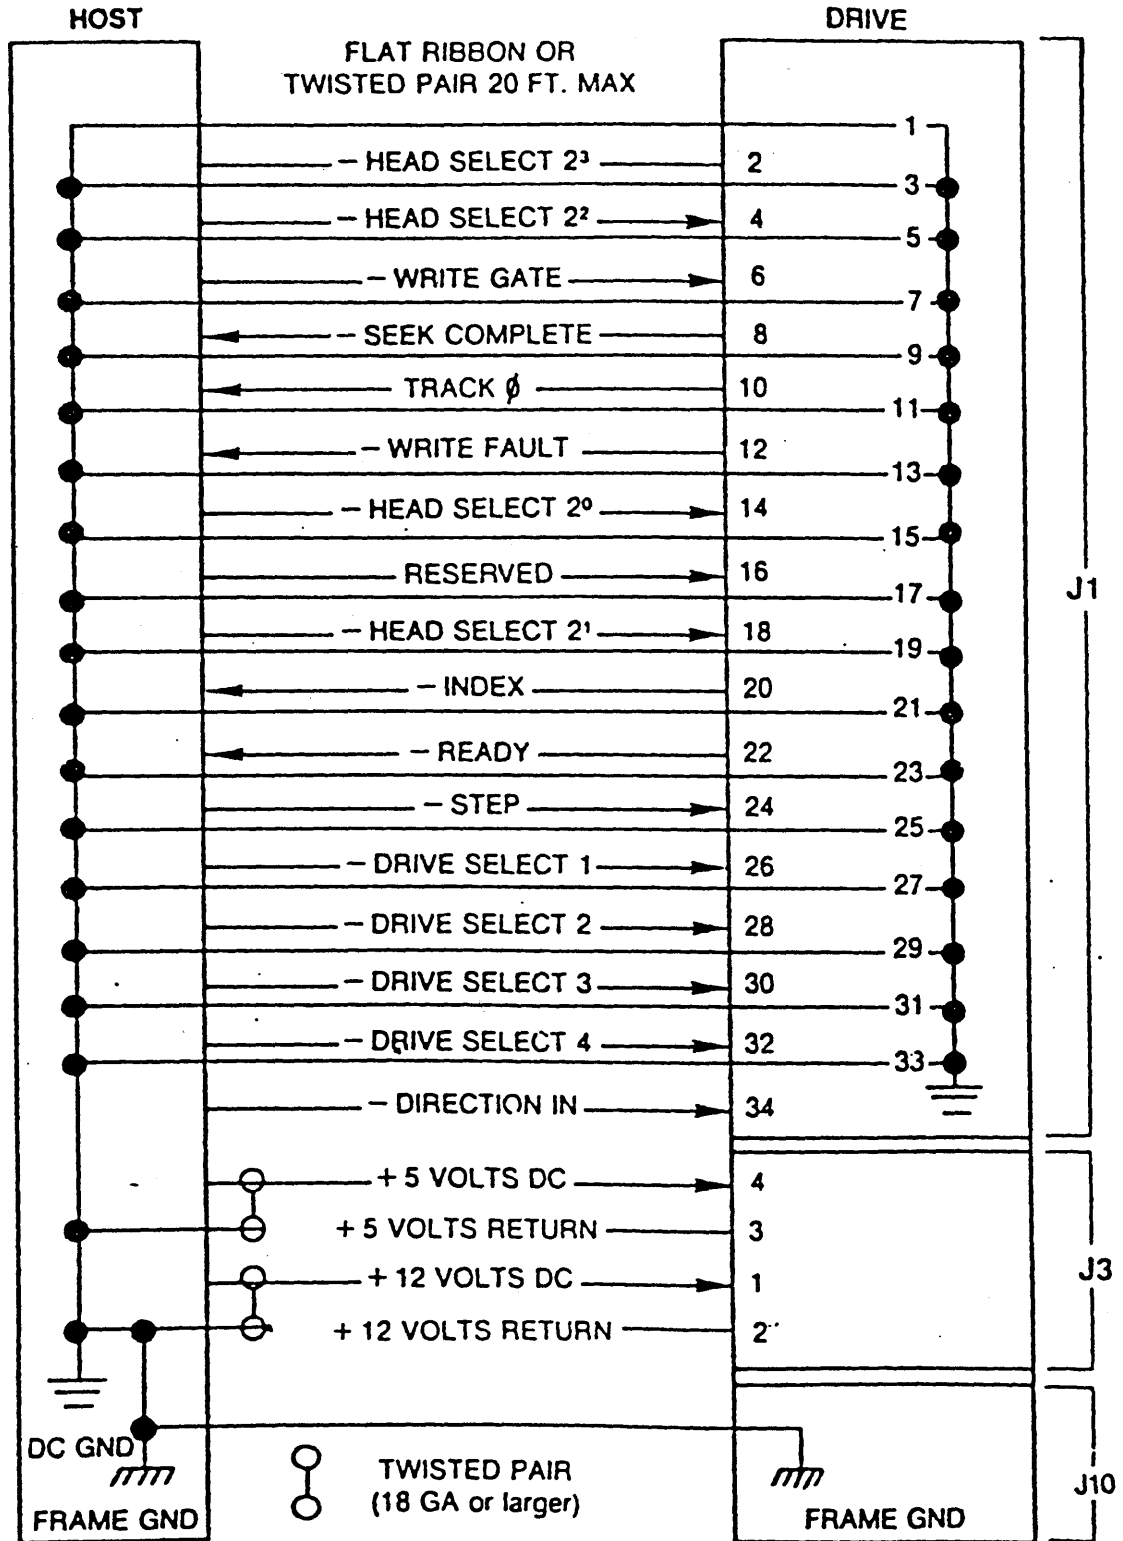 HOST
DRIVE
FLAT RIBBON OR
TWISTED PAIR 20 FT. MAX
1
− HEAD SELECT 2³ 2
3
− HEAD SELECT 2² 4
5
− WRITE GATE 6
7
− SEEK COMPLETE 8
9
TRACK 0̸ 10
11
− WRITE FAULT 12
13
− HEAD SELECT 2⁰ 14
15
RESERVED 16
17
− HEAD SELECT 2¹ 18
19
− INDEX 20
21
− READY 22
23
− STEP 24
25
− DRIVE SELECT 1 26
27
− DRIVE SELECT 2 28
29
− DRIVE SELECT 3 30
31
− DRIVE SELECT 4 32
33
− DIRECTION IN 34
J1
+ 5 VOLTS DC 4
+ 5 VOLTS RETURN 3
+ 12 VOLTS DC 1
+ 12 VOLTS RETURN 2
J3
DC GND
TWISTED PAIR
(18 GA or larger)
FRAME GND
FRAME GND
J10